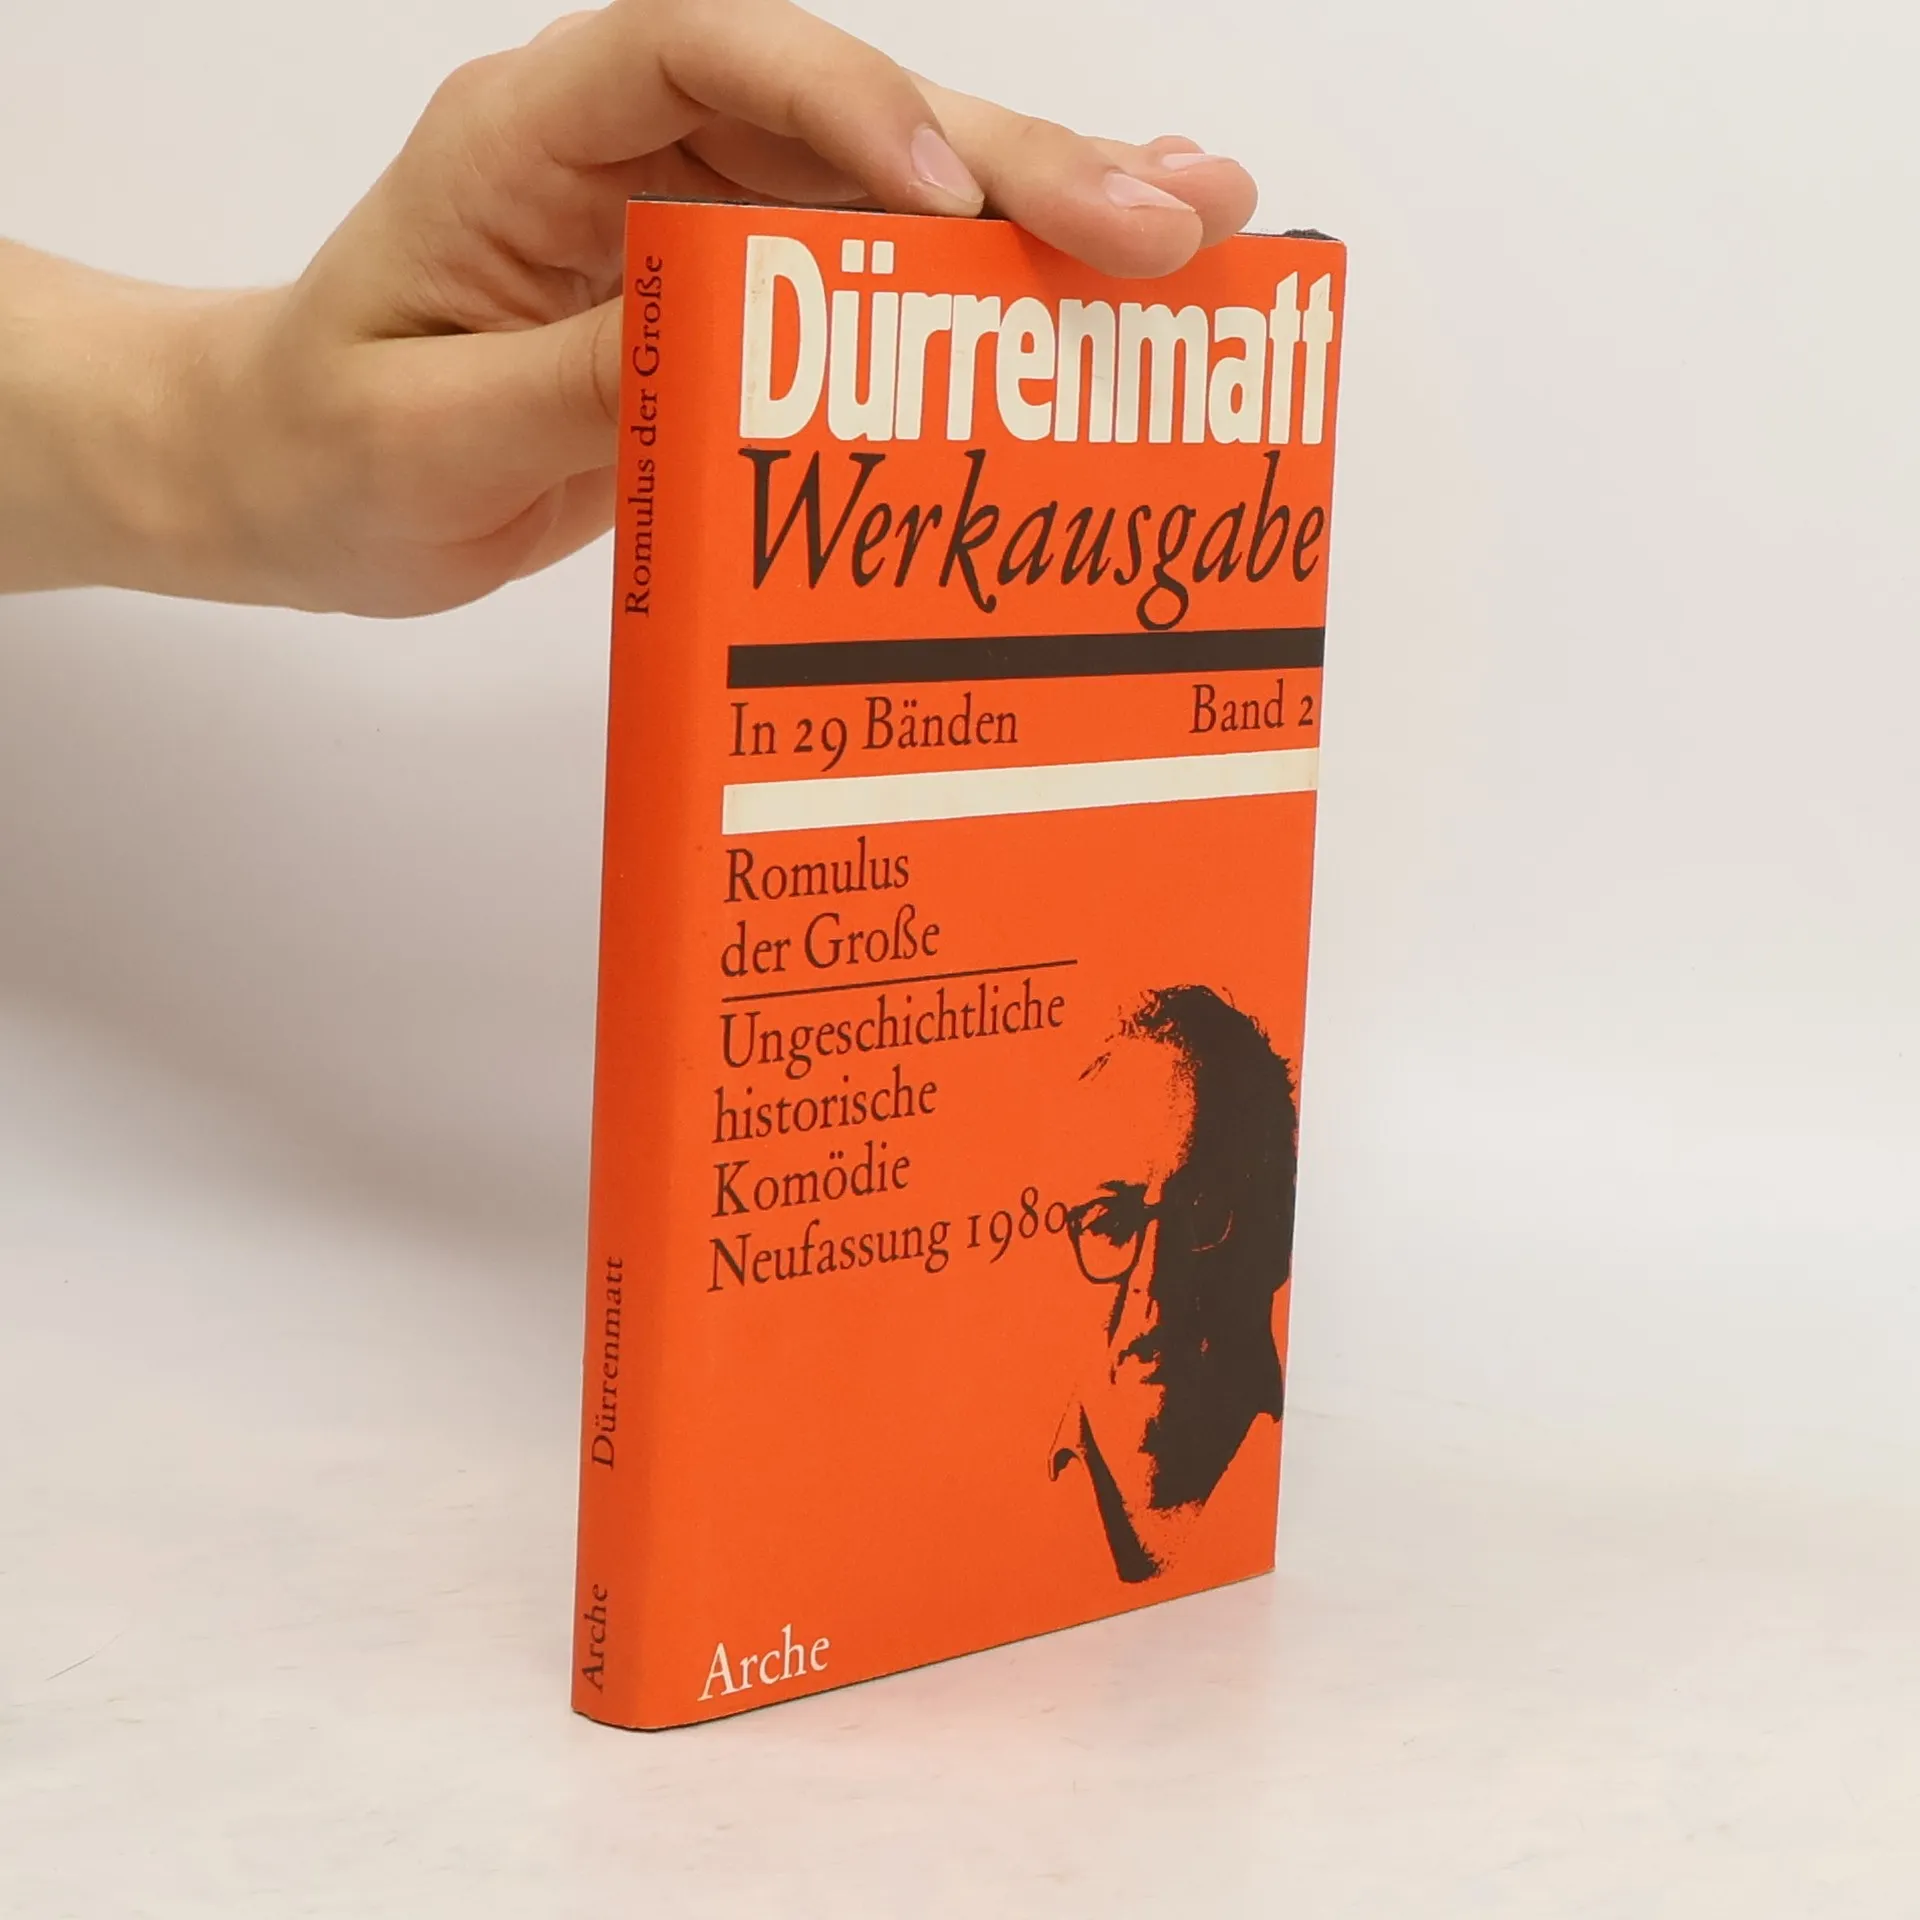 Romulus der Große
Dürrenmatt
Arche
Dürrenmatt
Werkausgabe
In 29 Bänden Band 2
Romulus
der Große
Ungeschichtliche
historische
Komödie
Neufassung 1980
Arche